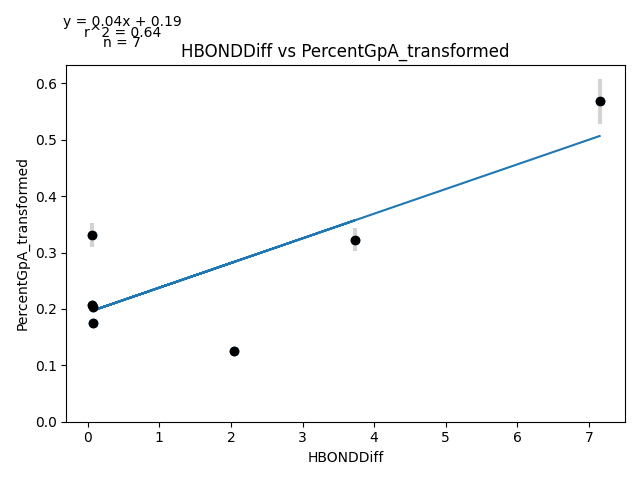 y = 0.04x + 0.19
r^2 = 0.64
n = 7
HBONDDiff vs PercentGpA_transformed
PercentGpA_transformed
0.6
0.5
0.4
0.3
0.2
0.1
0.0
0 1 2 3 4 5 6 7
HBONDDiff